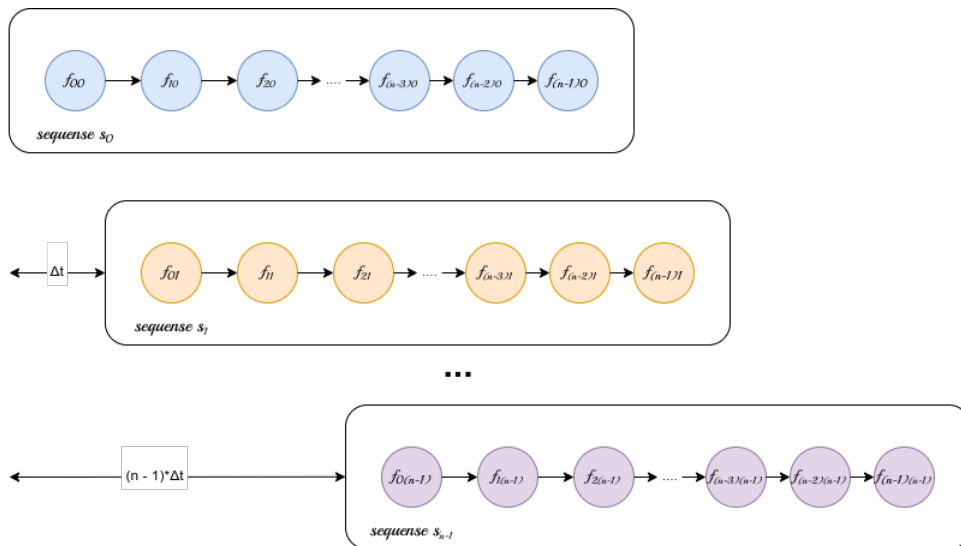 f00 f10 f20 .... f(n-3)0 f(n-2)0 f(n-1)0
sequense s0
Δt
f01 f11 f21 .... f(n-3)1 f(n-2)1 f(n-1)1
sequense s1
...
(n - 1)*Δt
f0(n-1) f1(n-1) f2(n-1) .... f(n-3)(n-1) f(n-2)(n-1) f(n-1)(n-1)
sequense sn-1